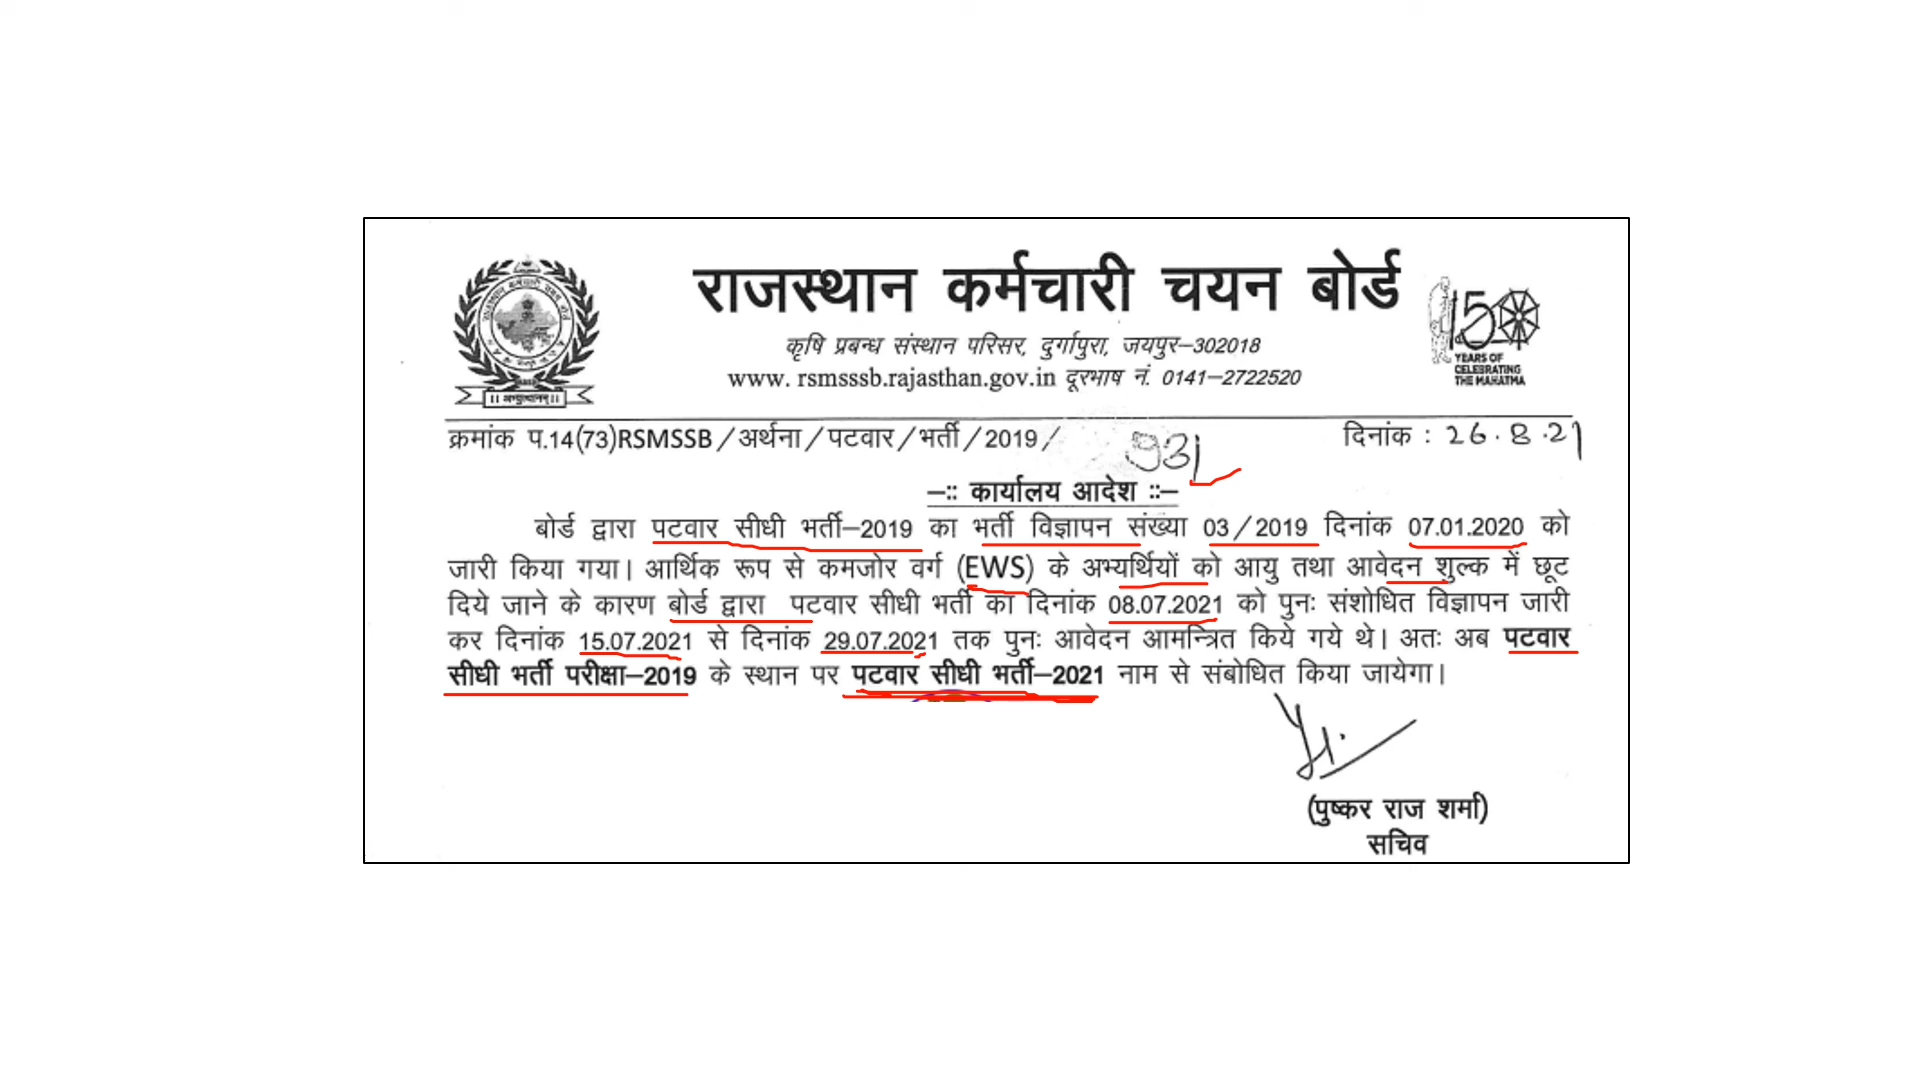 राजस्थान कर्मचारी चयन बोर्ड
कृषि प्रबन्ध संस्थान परिसर, दुर्गापुरा, जयपुर–302018
www. rsmsssb.rajasthan.gov.in दूरभाष नं. 0141–2722520
।। अभ्युत्थानम् ।।
150
YEARS OF
CELEBRATING
THE MAHATMA
क्रमांक प.14(73)RSMSSB/अर्थना/पटवार/भर्ती/2019/ 931
दिनांक : 26.8.21
–:: कार्यालय आदेश ::–
बोर्ड द्वारा पटवार सीधी भर्ती–2019 का भर्ती विज्ञापन संख्या 03/2019 दिनांक 07.01.2020 को
जारी किया गया। आर्थिक रूप से कमजोर वर्ग (EWS) के अभ्यर्थियों को आयु तथा आवेदन शुल्क में छूट
दिये जाने के कारण बोर्ड द्वारा पटवार सीधी भर्ती का दिनांक 08.07.2021 को पुनः संशोधित विज्ञापन जारी
कर दिनांक 15.07.2021 से दिनांक 29.07.2021 तक पुनः आवेदन आमन्त्रित किये गये थे। अतः अब पटवार
सीधी भर्ती परीक्षा–2019 के स्थान पर पटवार सीधी भर्ती–2021 नाम से संबोधित किया जायेगा।
(पुष्कर राज शर्मा)
सचिव